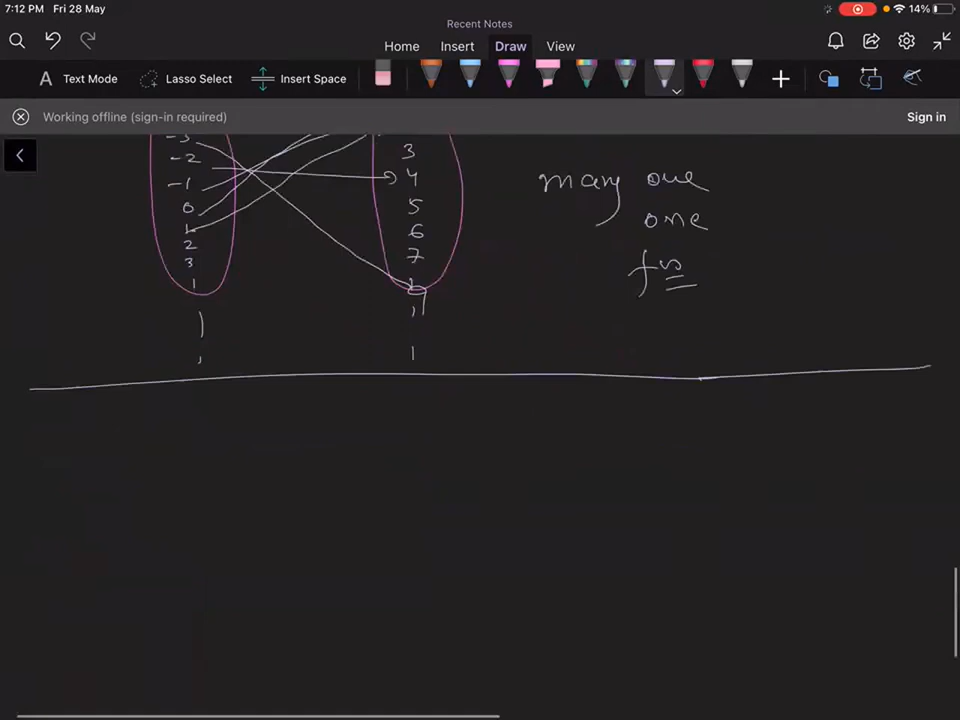 7:12 PM Fri 28 May
14%
Recent Notes
Home Insert Draw View
Text Mode Lasso Select Insert Space
Working offline (sign-in required) Sign in
-3
-2
-1
0
1
2
3
3
4
5
6
7
many one
one
fn